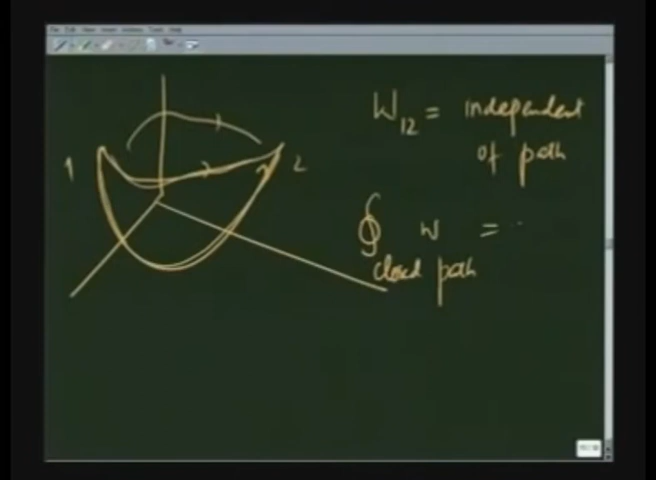 W₁₂ = independent
of path
1
2
∮ W =
closed path